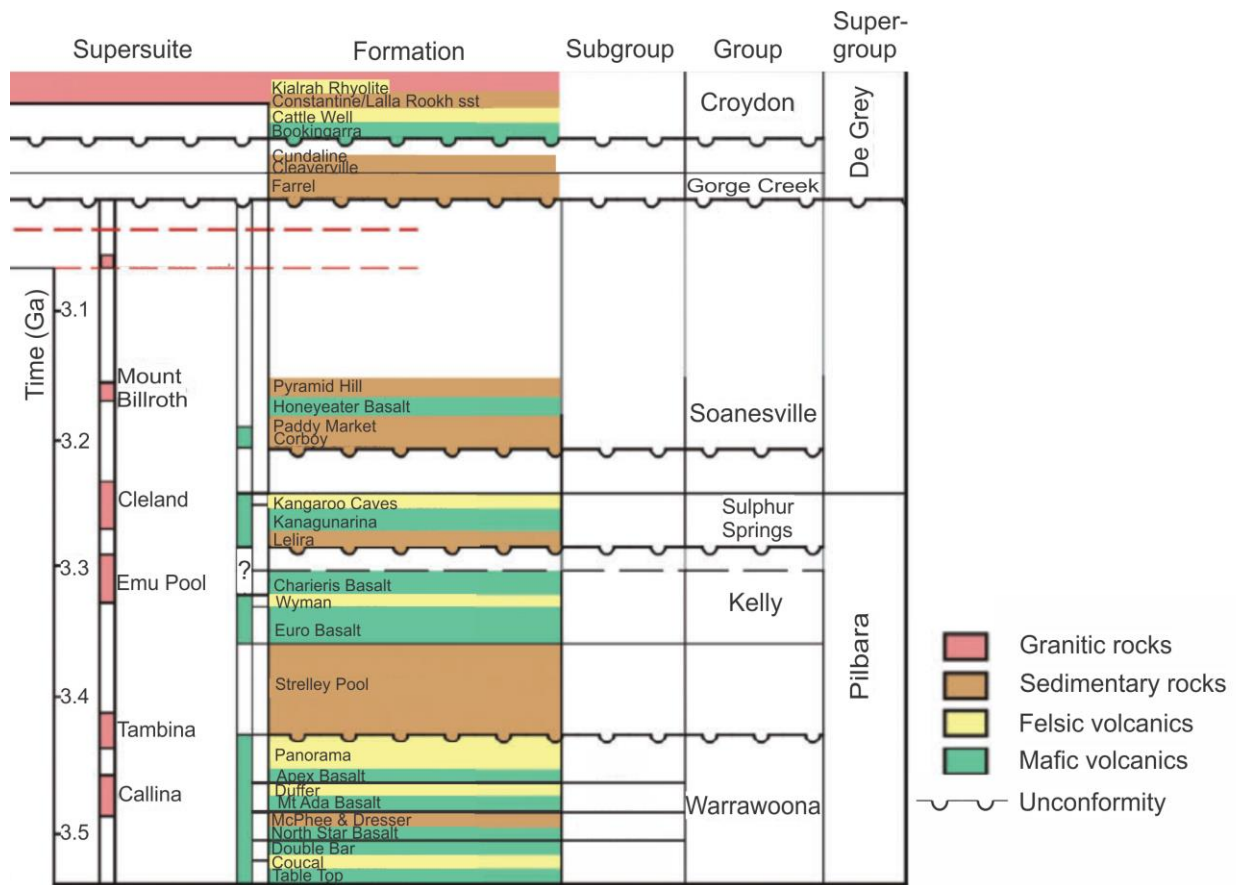 Supersuite
Formation
Subgroup
Group
Super-
group
Kialrah Rhyolite
Constantine/Lalla Rookh sst
Cattle Well
Bookingarra
Croydon
De Grey
Cundaline
Cleaverville
Farrel
Gorge Creek
Time (Ga)
3.1
3.2
3.3
3.4
3.5
Mount
Billroth
Cleland
Emu Pool
Tambina
Callina
?
Pyramid Hill
Honeyeater Basalt
Paddy Market
Corboy
Soanesville
Kangaroo Caves
Kanagunarina
Lelira
Sulphur
Springs
Charieris Basalt
Wyman
Euro Basalt
Kelly
Strelley Pool
Pilbara
Panorama
Apex Basalt
Duffer
Mt Ada Basalt
McPhee & Dresser
North Star Basalt
Double Bar
Coucal
Table Top
Warrawoona
Granitic rocks
Sedimentary rocks
Felsic volcanics
Mafic volcanics
Unconformity